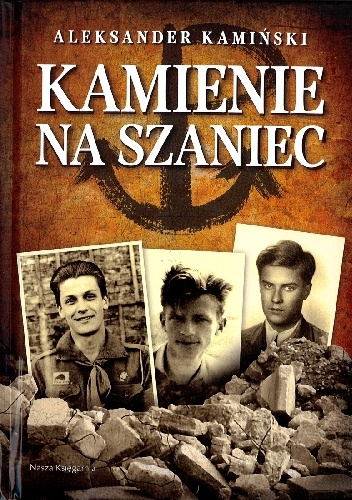 ALEKSANDER KAMIŃSKI
KAMIENIE
NA SZANIEC
Nasza Księgarnia